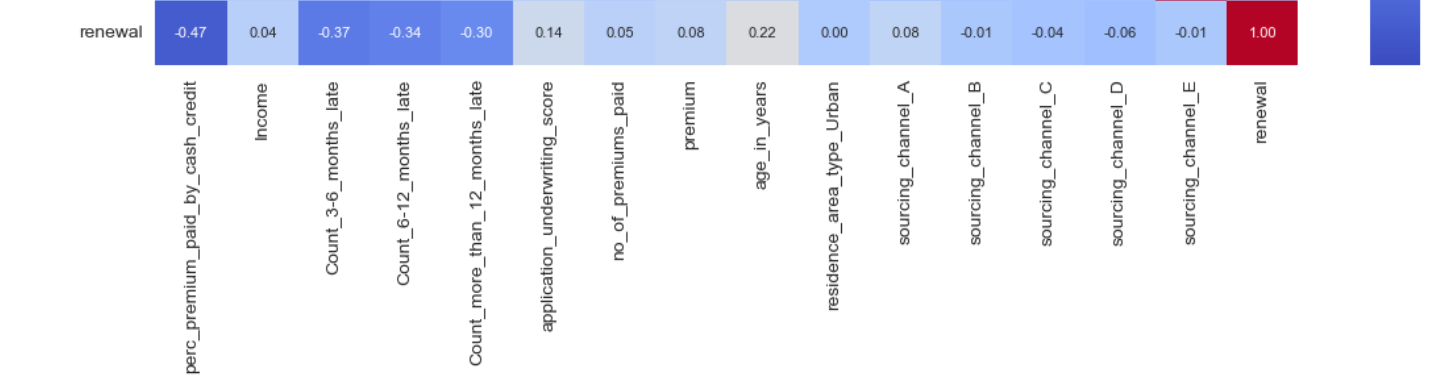 renewal -0.47 0.04 -0.37 -0.34 -0.30 0.14 0.05 0.08 0.22 0.00 0.08 -0.01 -0.04 -0.06 -0.01 1.00
perc_premium_paid_by_cash_credit
Income
Count_3-6_months_late
Count_6-12_months_late
Count_more_than_12_months_late
application_underwriting_score
no_of_premiums_paid
premium
age_in_years
residence_area_type_Urban
sourcing_channel_A
sourcing_channel_B
sourcing_channel_C
sourcing_channel_D
sourcing_channel_E
renewal